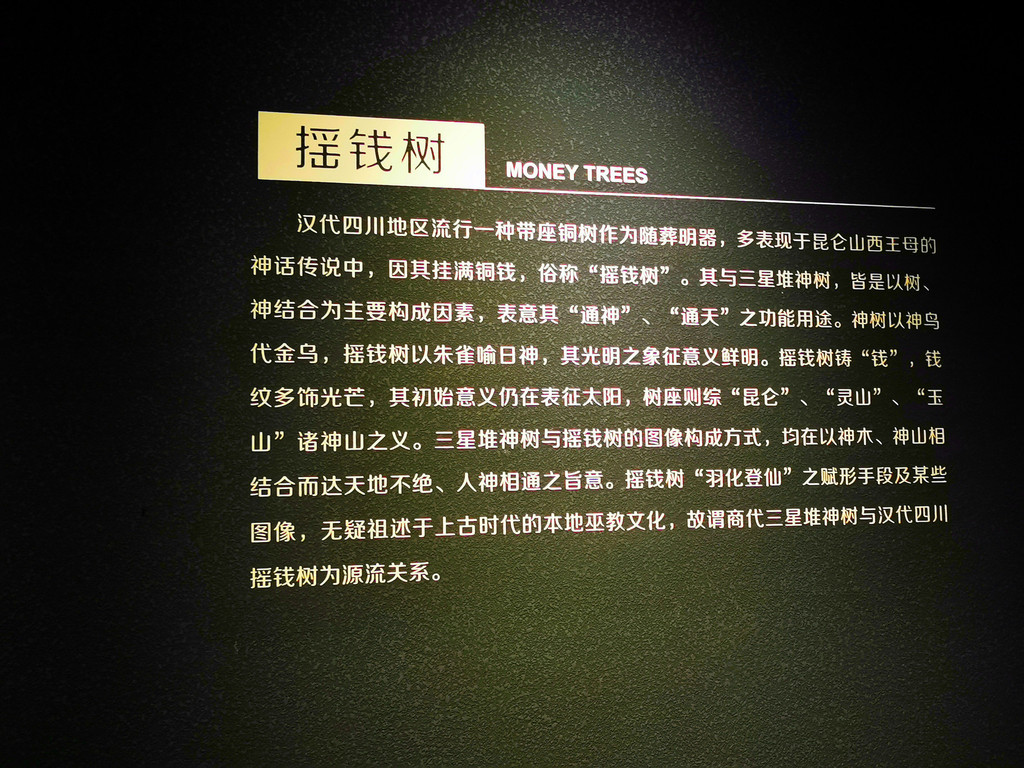 摇钱树
MONEY TREES
汉代四川地区流行一种带座铜树作为随葬明器，多表现于昆仑山西王母的
神话传说中，因其挂满铜钱，俗称“摇钱树”。其与三星堆神树，皆是以树、
神结合为主要构成因素，表意其“通神”、“通天”之功能用途。神树以神鸟
代金乌，摇钱树以朱雀喻日神，其光明之象征意义鲜明。摇钱树铸“钱”，钱
纹多饰光芒，其初始意义仍在表征太阳，树座则综“昆仑”、“灵山”、“玉
山”诸神山之义。三星堆神树与摇钱树的图像构成方式，均在以神木、神山相
结合而达天地不绝、人神相通之旨意。摇钱树“羽化登仙”之赋形手段及某些
图像，无疑祖述于上古时代的本地巫教文化，故谓商代三星堆神树与汉代四川
摇钱树为源流关系。